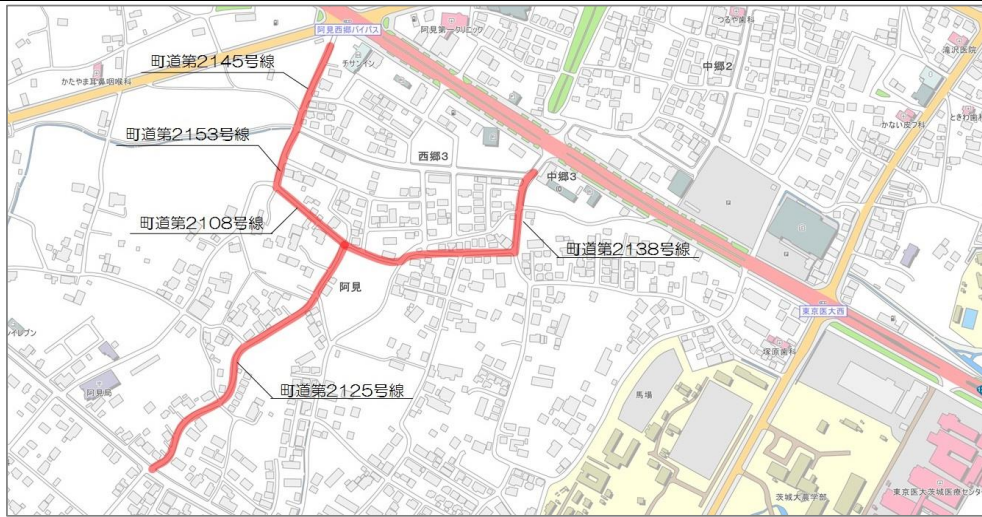 阿見西郷バイパス
阿見第一クリニック
つるや歯科
滝沢医院
町道第2145号線
チサンイン
中郷2
かたやま耳鼻咽喉科
ときわ歯
かない皮フ科
町道第2153号線
西郷3
中郷3
町道第2108号線
町道第2138号線
阿見
東京医大西
イレブン
塚原歯科
阿見局
町道第2125号線
馬場
茨城大農学部
東京医大茨城医療センタ